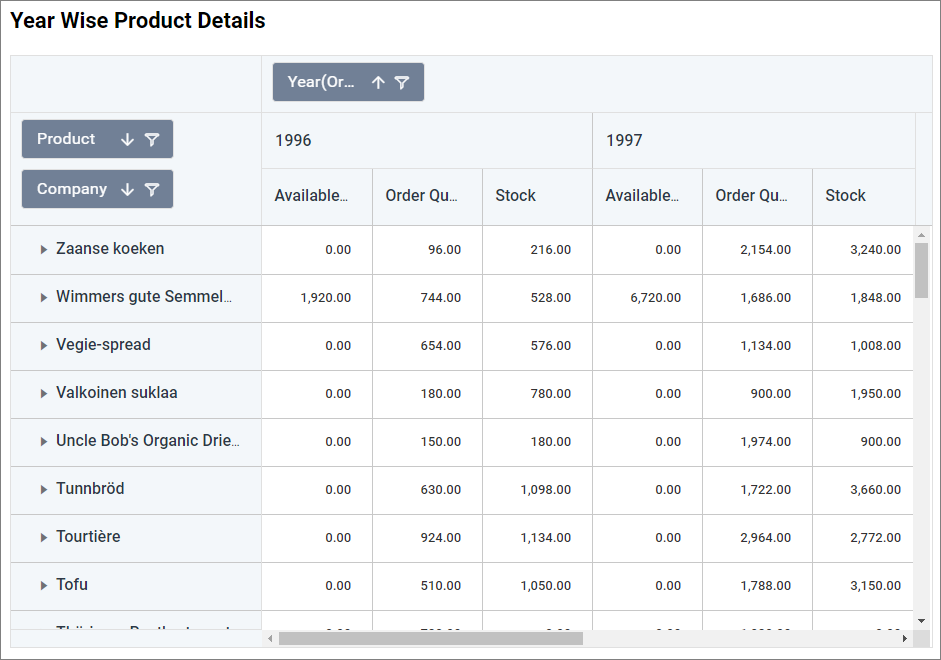 Year Wise Product Details
Year(Or...
Product
Company
1996 1997
Available... Order Qu... Stock Available... Order Qu... Stock
Zaanse koeken 0.00 96.00 216.00 0.00 2,154.00 3,240.00
Wimmers gute Semmel... 1,920.00 744.00 528.00 6,720.00 1,686.00 1,848.00
Vegie-spread 0.00 654.00 576.00 0.00 1,134.00 1,008.00
Valkoinen suklaa 0.00 180.00 780.00 0.00 900.00 1,950.00
Uncle Bob's Organic Drie... 0.00 150.00 180.00 0.00 1,974.00 900.00
Tunnbröd 0.00 630.00 1,098.00 0.00 1,722.00 3,660.00
Tourtière 0.00 924.00 1,134.00 0.00 2,964.00 2,772.00
Tofu 0.00 510.00 1,050.00 0.00 1,788.00 3,150.00